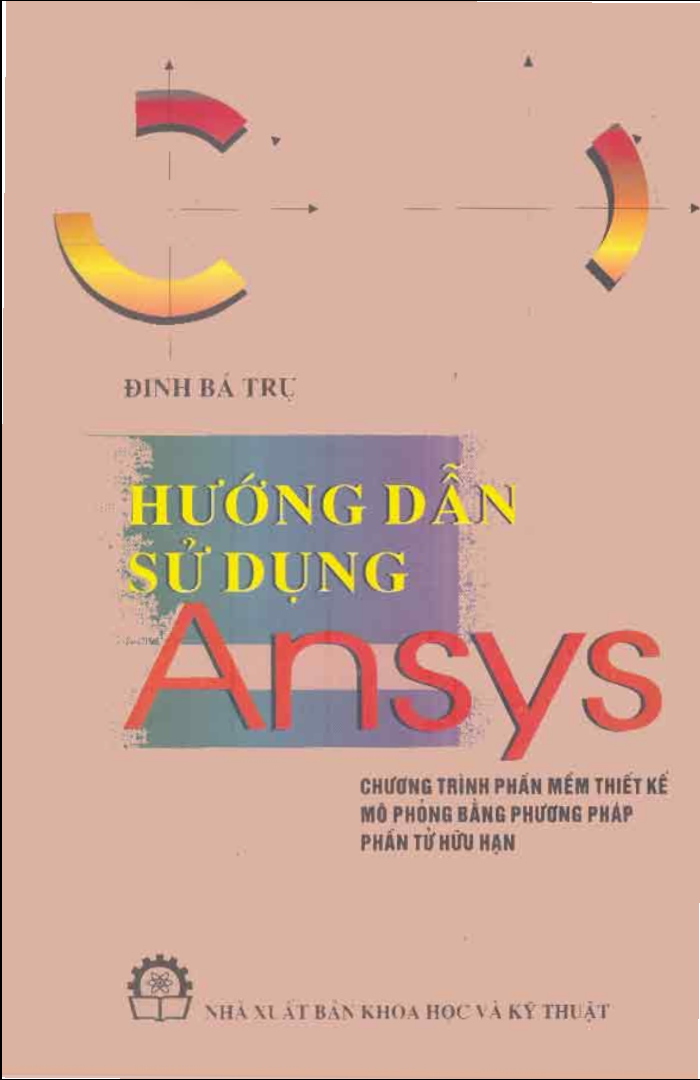 ĐINH BÁ TRỤ
HƯỚNG DẪN
SỬ DỤNG
Ansys
CHƯƠNG TRÌNH PHẦN MỀM THIẾT KẾ
MÔ PHỎNG BẰNG PHƯƠNG PHÁP
PHẦN TỬ HỮU HẠN
NHÀ XUẤT BẢN KHOA HỌC VÀ KỸ THUẬT